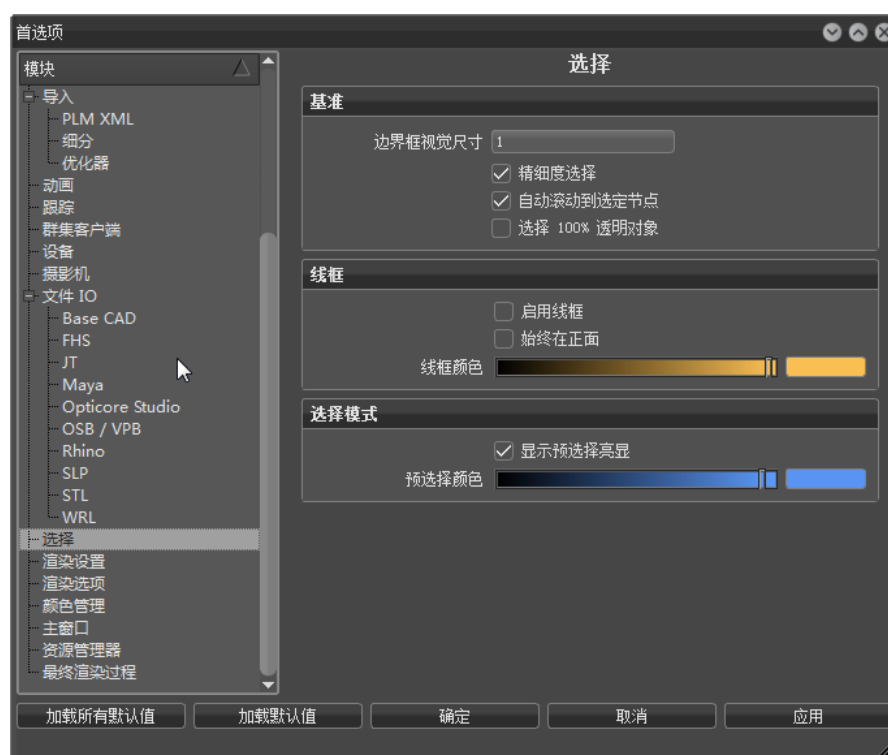 首选项
模块
导入
PLM XML
细分
优化器
动画
跟踪
群集客户端
设备
摄影机
文件 IO
Base CAD
FHS
JT
Maya
Opticore Studio
OSB / VPB
Rhino
SLP
STL
WRL
选择
渲染设置
渲染选项
颜色管理
主窗口
资源管理器
最终渲染过程
选择
基准
边界框视觉尺寸 1
精细度选择
自动滚动到选定节点
选择 100% 透明对象
线框
启用线框
始终在正面
线框颜色
选择模式
显示预选择亮显
预选择颜色
加载所有默认值 加载默认值 确定 取消 应用